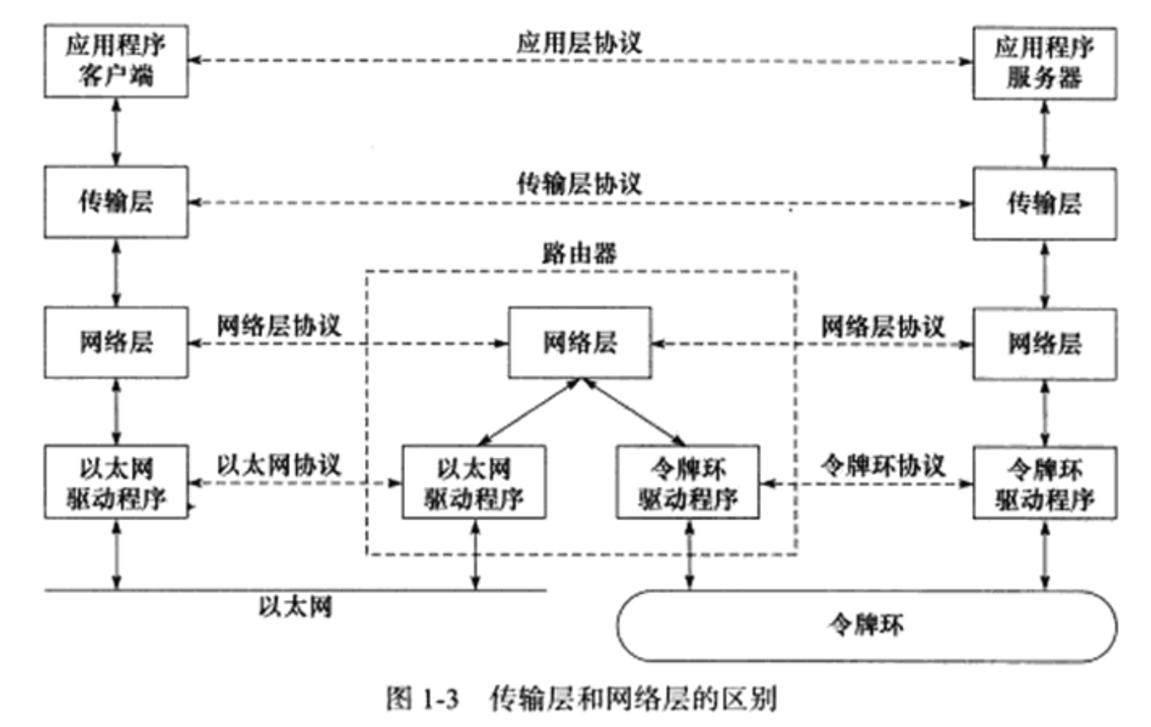 应用程序
客户端
应用层协议
应用程序
服务器
传输层
传输层协议
传输层
路由器
网络层
网络层协议
网络层
网络层协议
网络层
以太网
驱动程序
以太网协议
以太网
驱动程序
令牌环
驱动程序
令牌环协议
令牌环
驱动程序
以太网
令牌环
图 1-3 传输层和网络层的区别